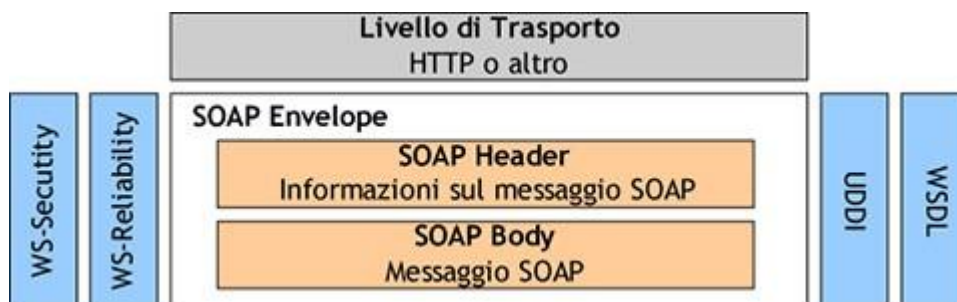 Livello di Trasporto
HTTP o altro
WS-Secutity
WS-Reliability
SOAP Envelope
SOAP Header
Informazioni sul messaggio SOAP
SOAP Body
Messaggio SOAP
UDDI
WSDL